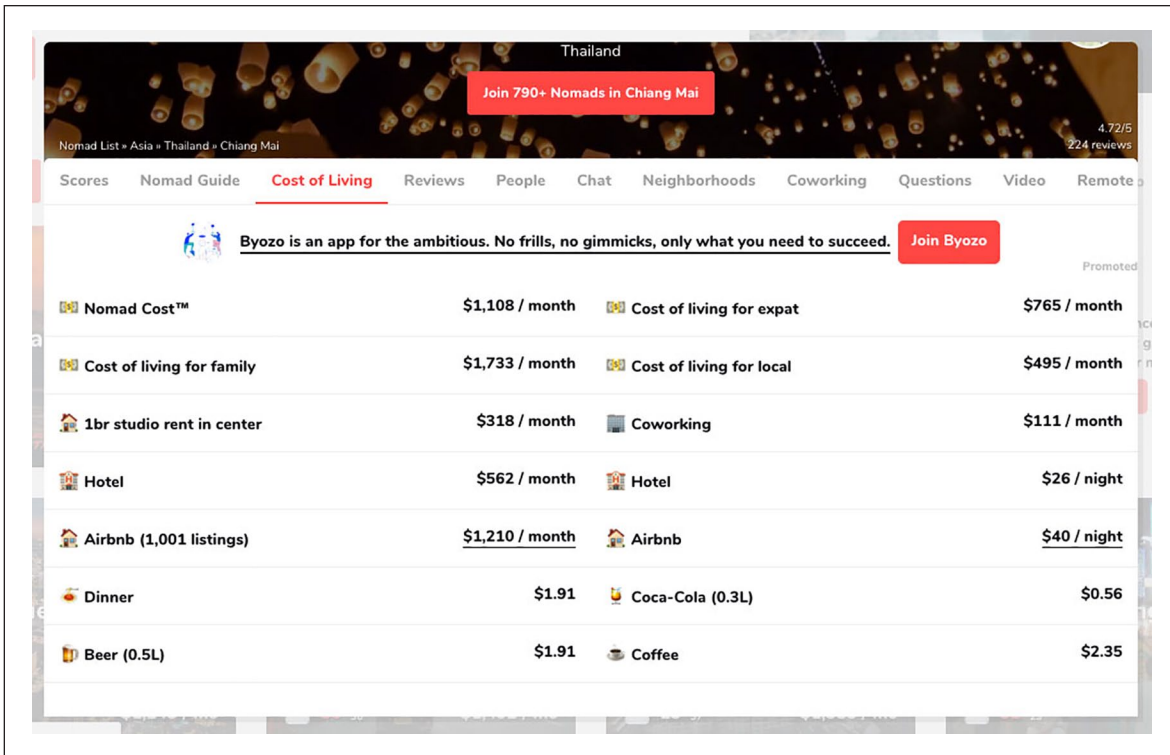 Thailand
Join 790+ Nomads in Chiang Mai
4.72/5
Nomad List » Asia » Thailand » Chiang Mai
224 reviews
Scores Nomad Guide Cost of Living Reviews People Chat Neighborhoods Coworking Questions Video Remote
Byozo is an app for the ambitious. No frills, no gimmicks, only what you need to succeed. Join Byozo
Promoted
Nomad Cost™ $1,108 / month Cost of living for expat $765 / month
Cost of living for family $1,733 / month Cost of living for local $495 / month
1br studio rent in center $318 / month Coworking $111 / month
Hotel $562 / month Hotel $26 / night
Airbnb (1,001 listings) $1,210 / month Airbnb $40 / night
Dinner $1.91 Coca-Cola (0.3L) $0.56
Beer (0.5L) $1.91 Coffee $2.35